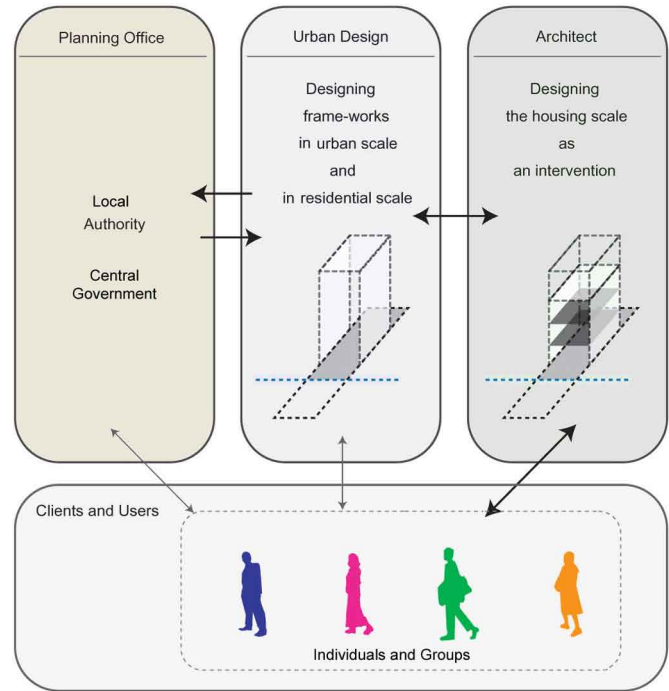 Planning Office
Local
Authority
Central
Government
Urban Design
Designing
frame-works
in urban scale
and
in residential scale
Architect
Designing
the housing scale
as
an intervention
Clients and Users
Individuals and Groups